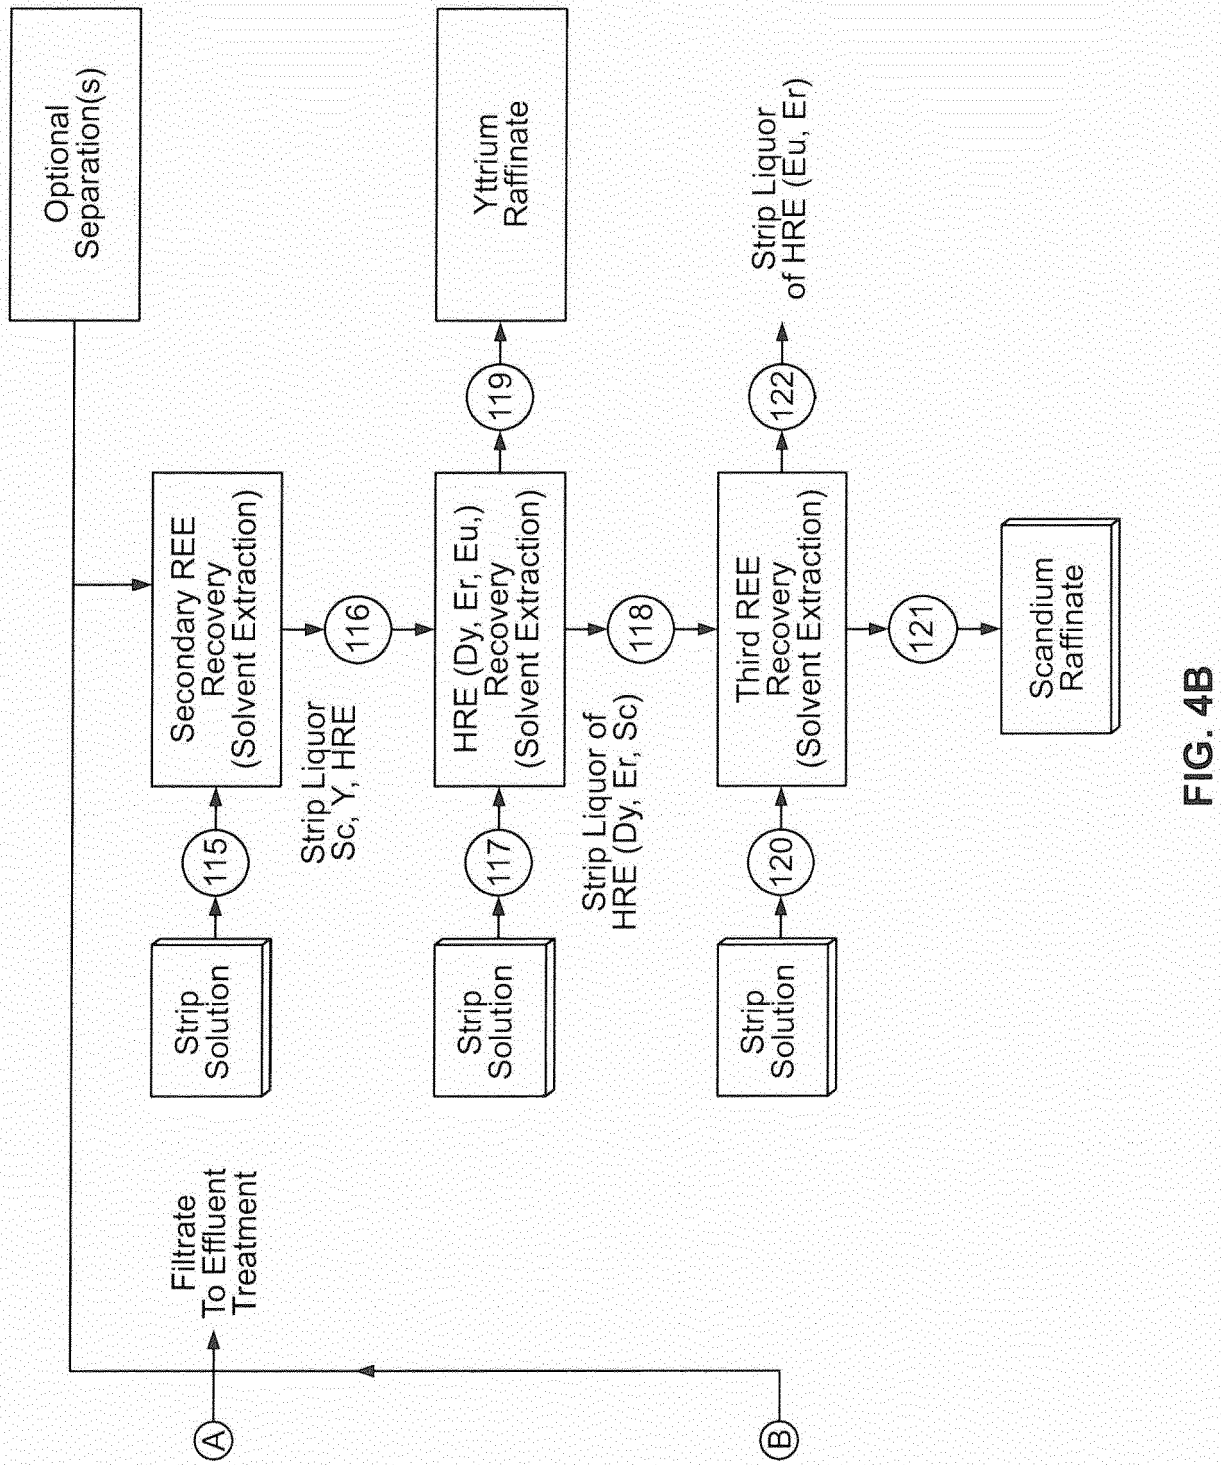 Optional
Separation(s)
Secondary REE
Recovery
(Solvent Extraction)
115
Strip
Solution
Filtrate
To Effluent
Treatment
A
116
Strip Liquor
Sc, Y, HRE
Yttrium
Raffinate
119
HRE (Dy, Er, Eu,)
Recovery
(Solvent Extraction)
117
Strip
Solution
118
Strip Liquor of
HRE (Dy, Er, Sc)
Strip Liquor
of HRE (Eu, Er)
122
Third REE
Recovery
(Solvent Extraction)
120
Strip
Solution
B
121
Scandium
Raffinate
FIG. 4B